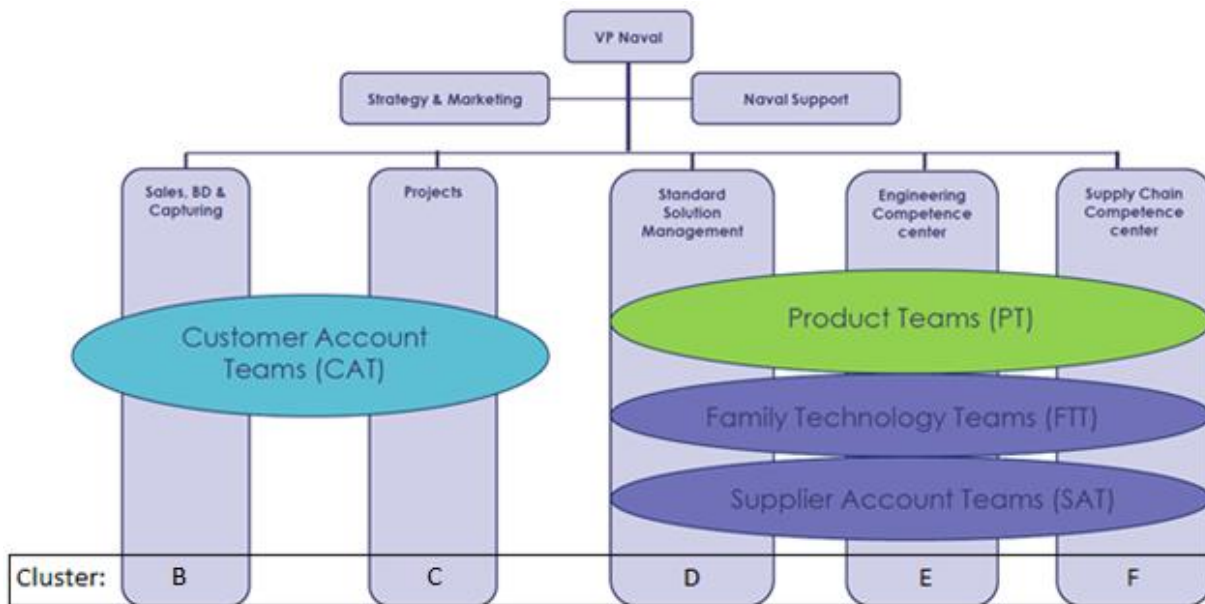 VP Naval
Strategy & Marketing
Naval Support
Sales, BD &
Capturing
Projects
Standard
Solution
Management
Engineering
Competence
center
Supply Chain
Competence
center
Customer Account
Teams (CAT)
Product Teams (PT)
Family Technology Teams (FTT)
Supplier Account Teams (SAT)
Cluster: B C D E F